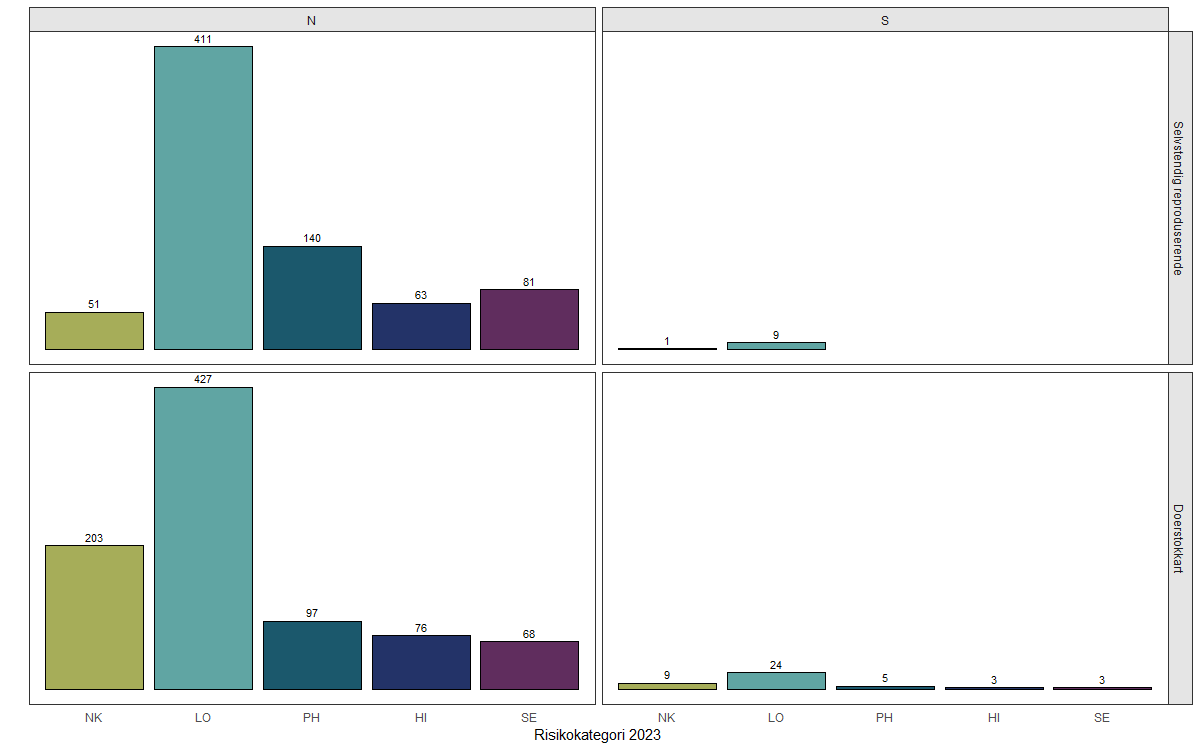 N
S
411
140
81
63
51
9
1
Selvstendig reproduserende
427
203
97
76
68
24
9
5
3
3
Doerstokkart
NK LO PH HI SE NK LO PH HI SE
Risikokategori 2023